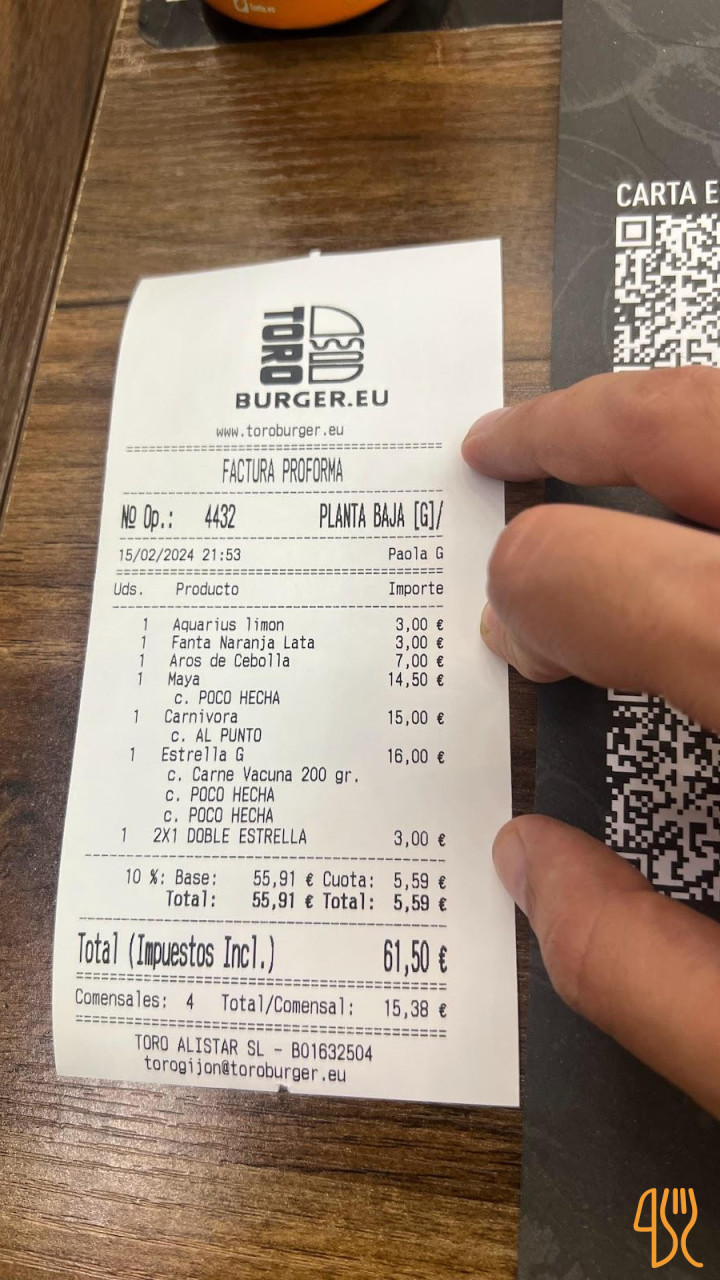 CARTA E
TORO
BURGER.EU
www.toroburger.eu
FACTURA PROFORMA
Nº Op.: 4432 PLANTA BAJA [G]/
15/02/2024 21:53 Paola G
Uds. Producto Importe
1 Aquarius limon 3,00 €
1 Fanta Naranja Lata 3,00 €
1 Aros de Cebolla 7,00 €
1 Maya 14,50 €
c. POCO HECHA
1 Carnivora 15,00 €
c. AL PUNTO
1 Estrella G 16,00 €
c. Carne Vacuna 200 gr.
c. POCO HECHA
c. POCO HECHA
1 2X1 DOBLE ESTRELLA 3,00 €
10 %: Base: 55,91 € Cuota: 5,59 €
Total: 55,91 € Total: 5,59 €
Total (Impuestos Incl.) 61,50 €
Comensales: 4 Total/Comensal: 15,38 €
TORO ALISTAR SL - B01632504
torogijon@toroburger.eu